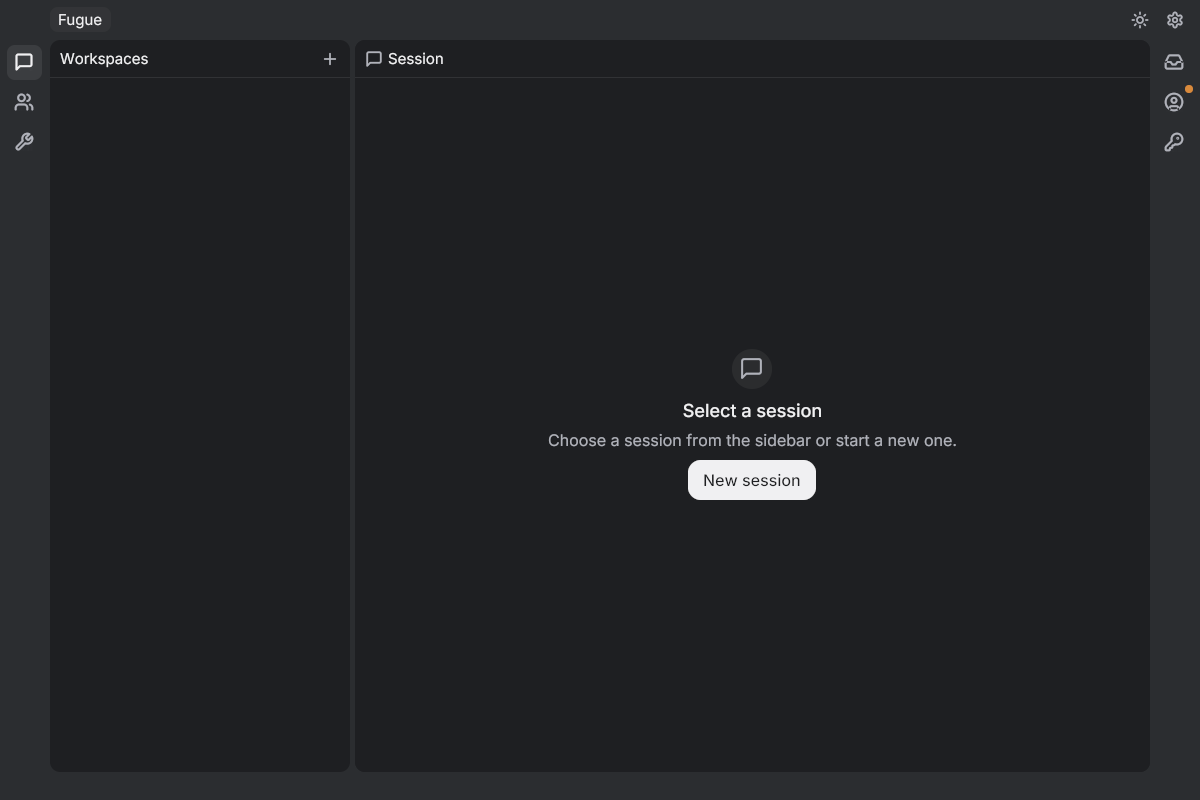 Fugue
Workspaces
Session
Select a session
Choose a session from the sidebar or start a new one.
New session